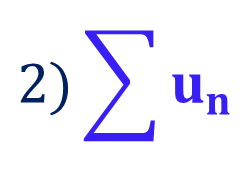 2) ∑ uₙ